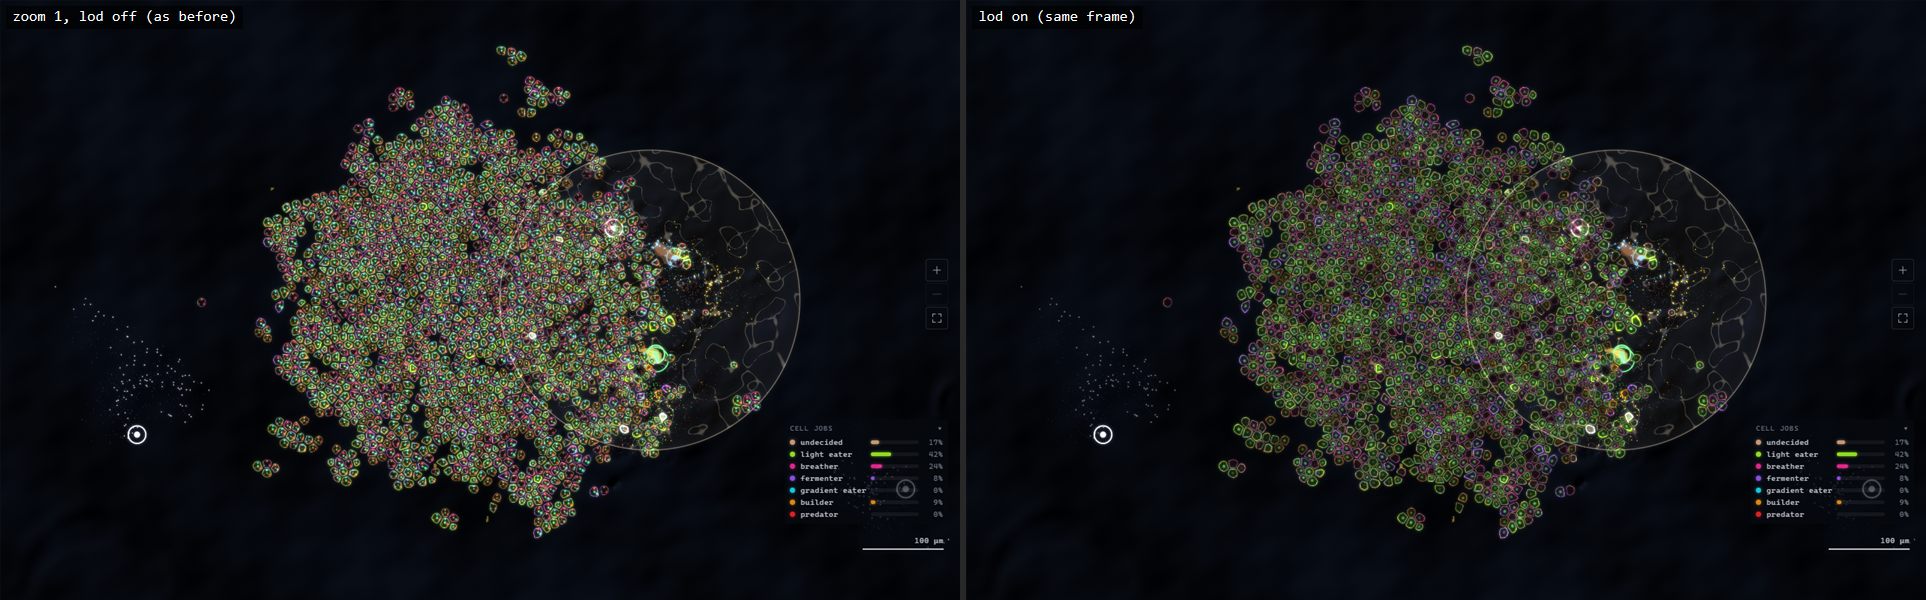 zoom 1, lod off (as before)
CELL JOBS ▾
undecided 17%
light eater 42%
breather 24%
fermenter 8%
gradient eater 0%
builder 9%
predator 0%
100 µm
lod on (same frame)
CELL JOBS ▾
undecided 17%
light eater 42%
breather 24%
fermenter 8%
gradient eater 0%
builder 9%
predator 0%
100 µm